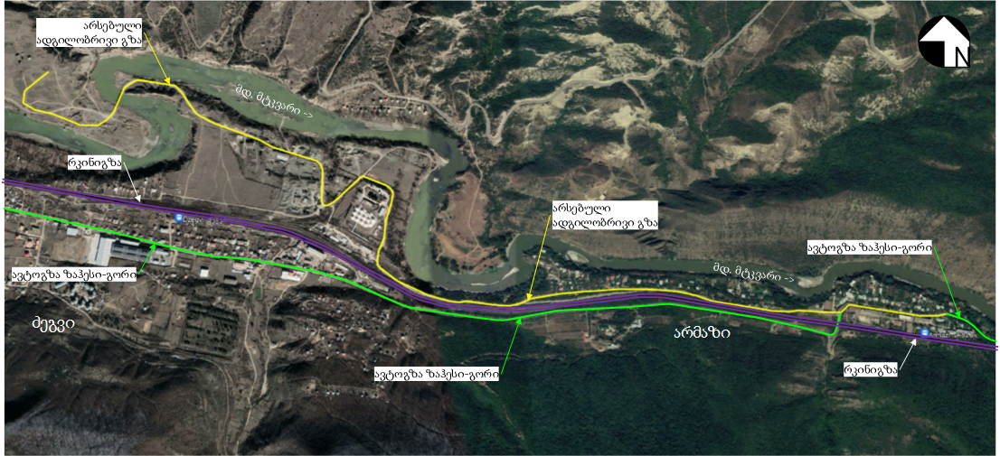 არსებული
ადგილობრივი გზა
N
მდ. მტკვარი ->
რკინიგზა
არსებული
ადგილობრივი გზა
ავტოგზა ზაჰესი-გორი
ავტოგზა ზაჰესი-გორი
მდ. მტკვარი ->
ძეგვი
არმაზი
ავტოგზა ზაჰესი-გორი
რკინიგზა